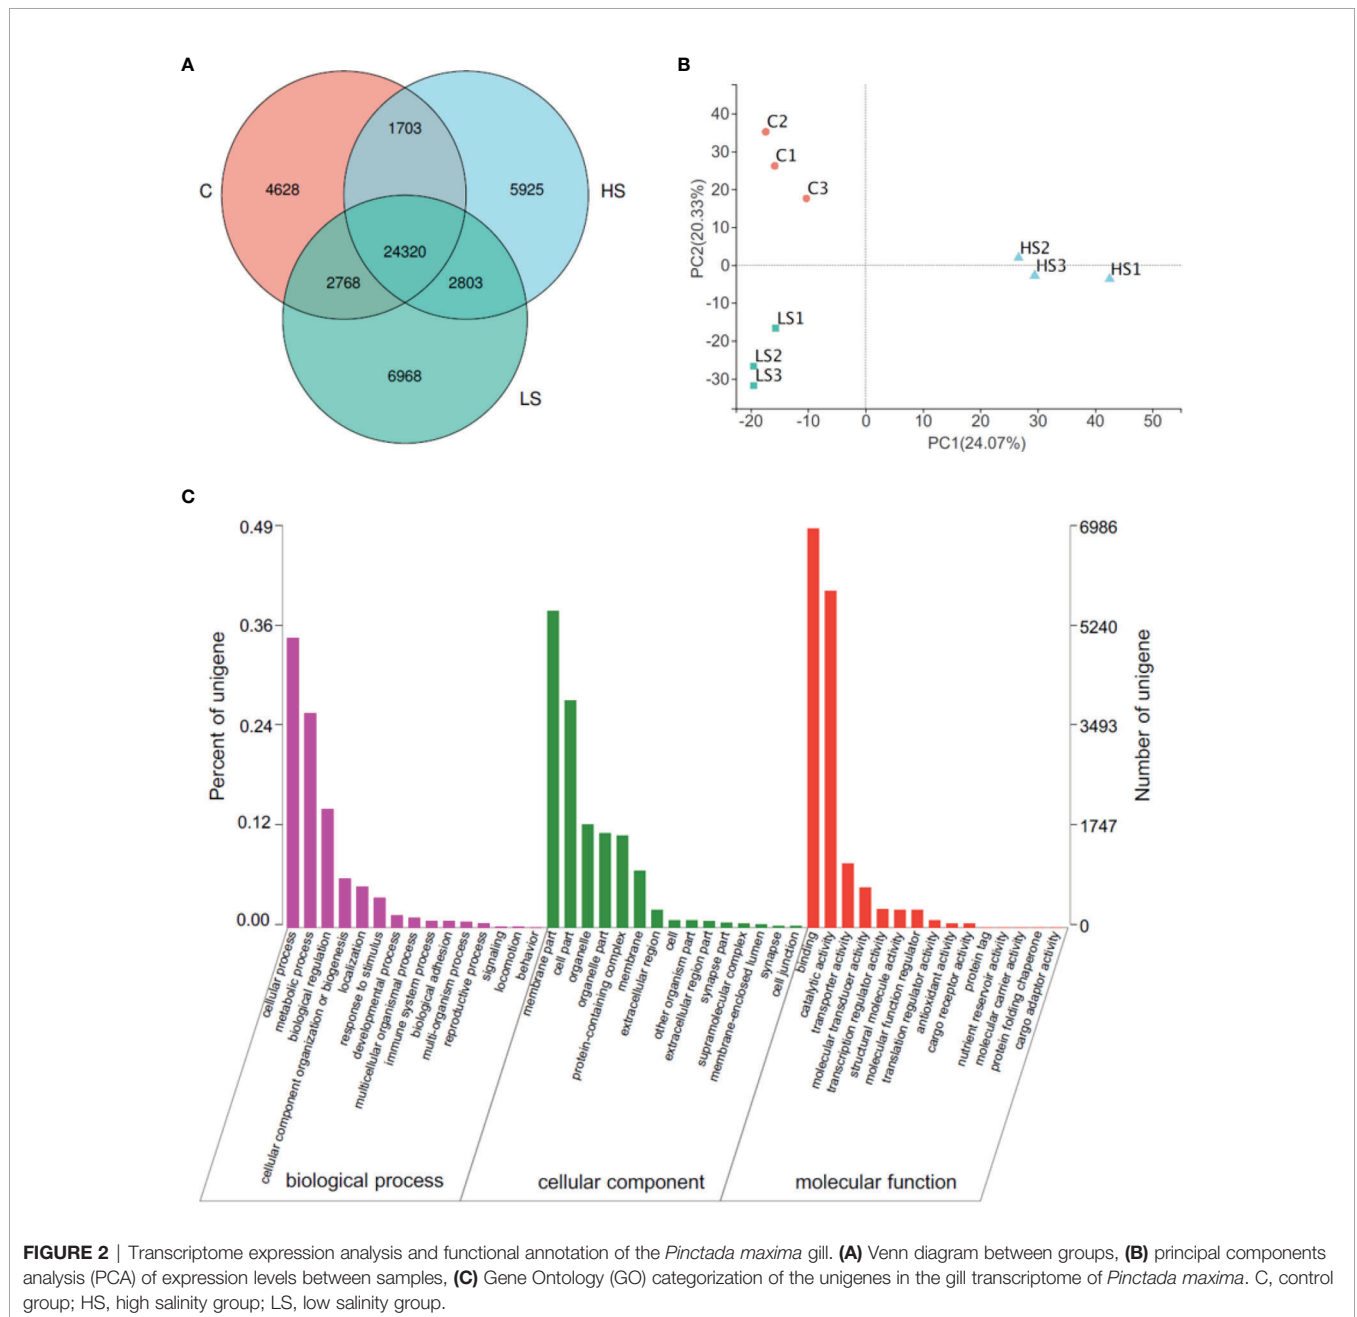 A
C
HS
LS
4628
1703
5925
24320
2768
2803
6968
B
PC2(20.33%)
40
30
20
10
0
-10
-20
-30
C2
C1
C3
HS2
HS3
HS1
LS1
LS2
LS3
-20 -10 0 10 20 30 40 50
PC1(24.07%)
C
Percent of unigene
0.49
0.36
0.24
0.12
0.00
Number of unigene
6986
5240
3493
1747
0
cellular process
metabolic process
biological regulation
cellular component organization or biogenesis
localization
response to stimulus
developmental process
multicellular organismal process
immune system process
biological adhesion
multi-organism process
reproductive process
signaling
locomotion
behavior
membrane part
cell part
organelle
organelle part
protein-containing complex
membrane
extracellular region
cell
other organism part
extracellular region part
synapse part
supramolecular complex
membrane-enclosed lumen
synapse
cell junction
binding
catalytic activity
transporter activity
molecular transducer activity
transcription regulator activity
structural molecule activity
molecular function regulator
translation regulator activity
antioxidant activity
cargo receptor activity
protein tag
nutrient reservoir activity
molecular carrier activity
protein folding chaperone
cargo adaptor activity
biological process
cellular component
molecular function
FIGURE 2 | Transcriptome expression analysis and functional annotation of the Pinctada maxima gill. (A) Venn diagram between groups, (B) principal components
analysis (PCA) of expression levels between samples, (C) Gene Ontology (GO) categorization of the unigenes in the gill transcriptome of Pinctada maxima. C, control
group; HS, high salinity group; LS, low salinity group.